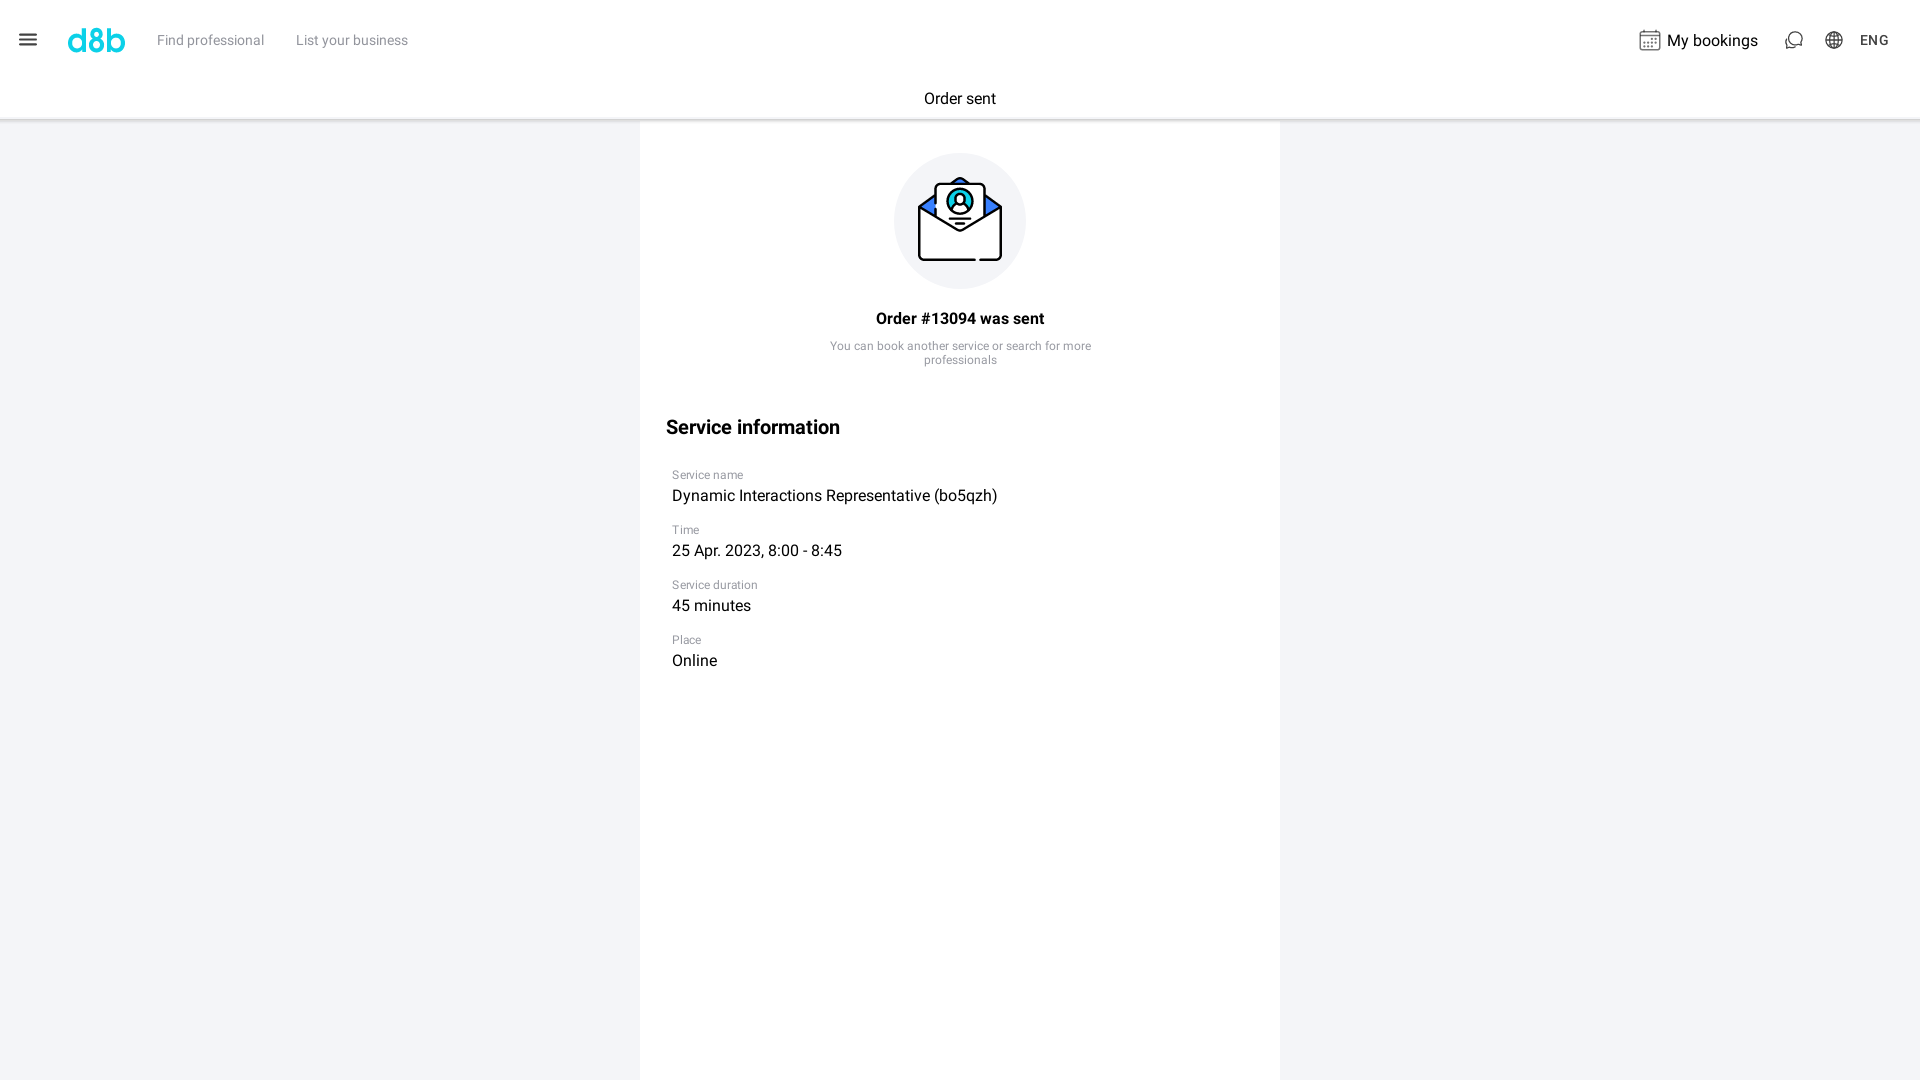 d8b
Find professional
List your business
My bookings
ENG
Order sent
Order #13094 was sent
You can book another service or search for more
professionals
Service information
Service name
Dynamic Interactions Representative (bo5qzh)
Time
25 Apr. 2023, 8:00 - 8:45
Service duration
45 minutes
Place
Online